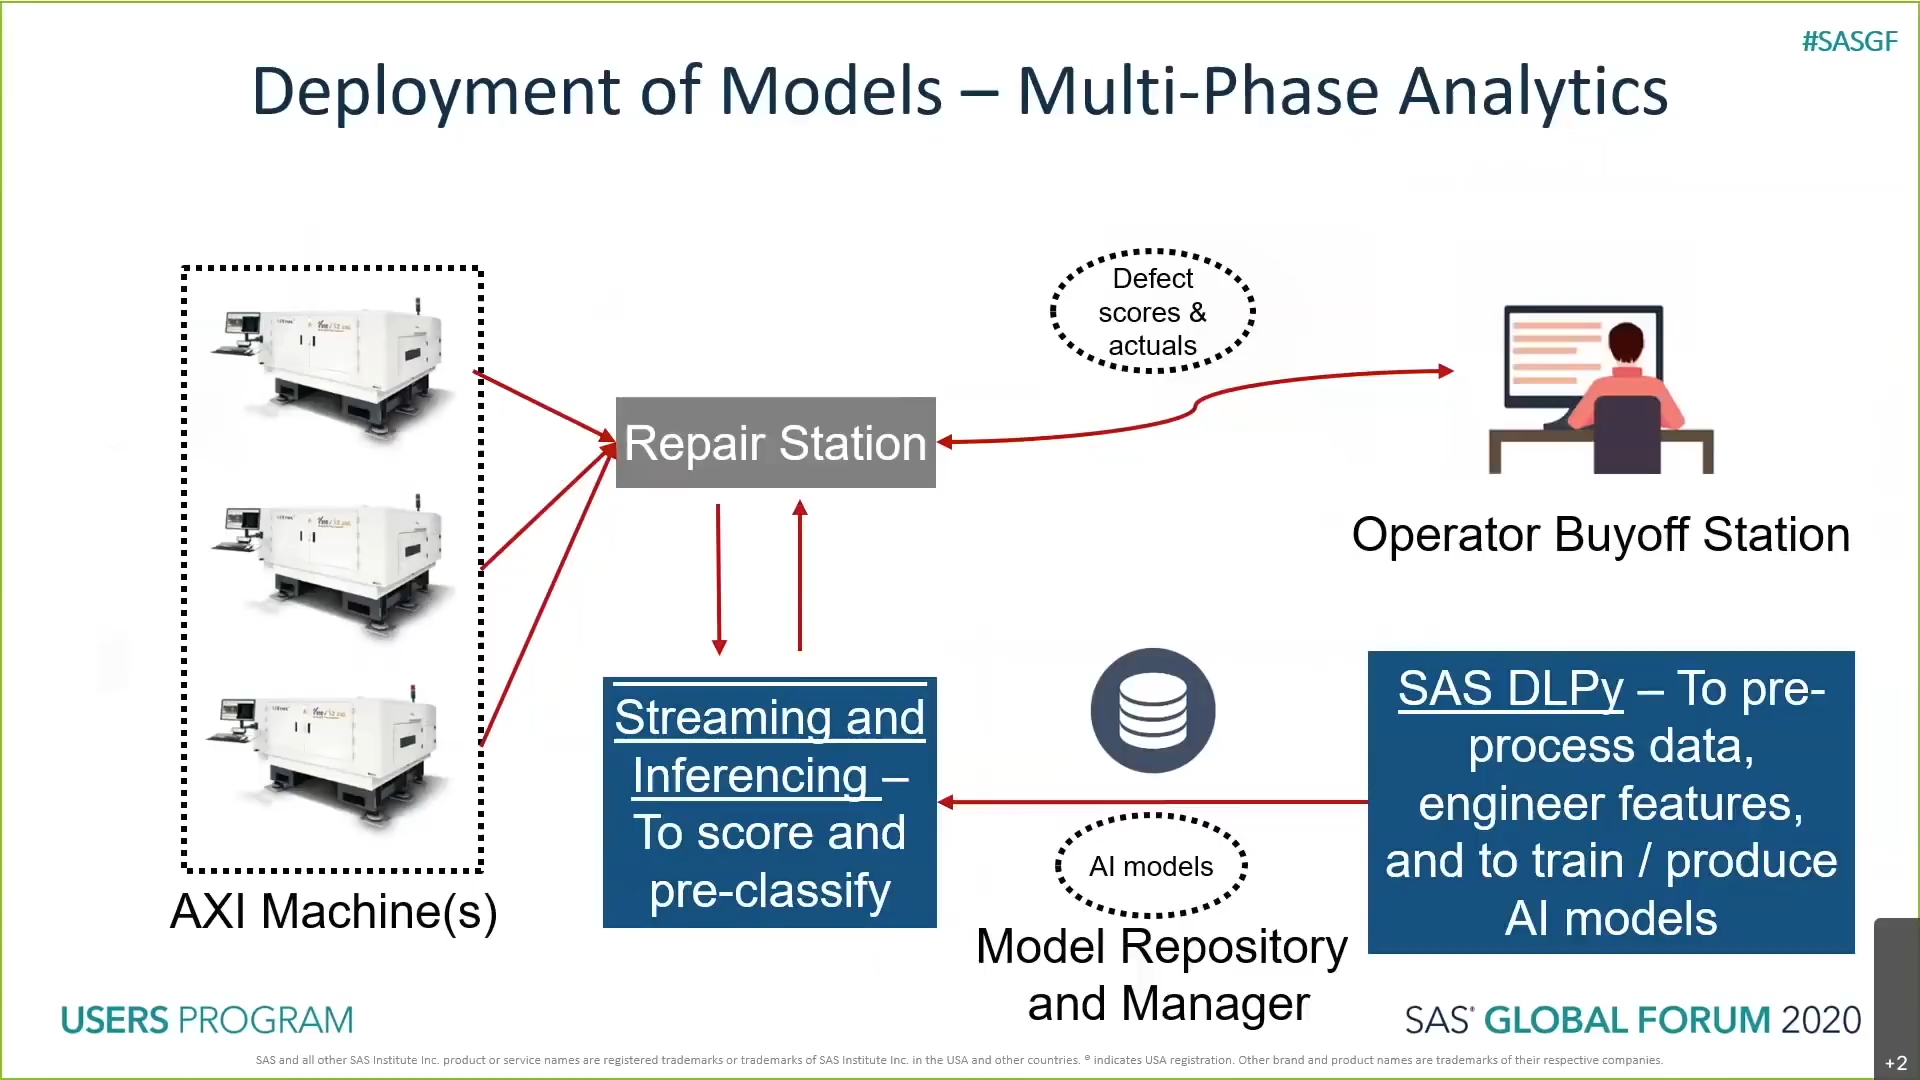 #SASGF
Deployment of Models – Multi-Phase Analytics
Defect
scores &
actuals
Repair Station
Operator Buyoff Station
AXI Machine(s)
Streaming and
Inferencing –
To score and
pre-classify
AI models
Model Repository
and Manager
SAS DLPy – To pre-
process data,
engineer features,
and to train / produce
AI models
USERS PROGRAM
SAS® GLOBAL FORUM 2020
SAS and all other SAS Institute Inc. product or service names are registered trademarks or trademarks of SAS Institute Inc. in the USA and other countries. ® indicates USA registration. Other brand and product names are trademarks of their respective companies.
+2